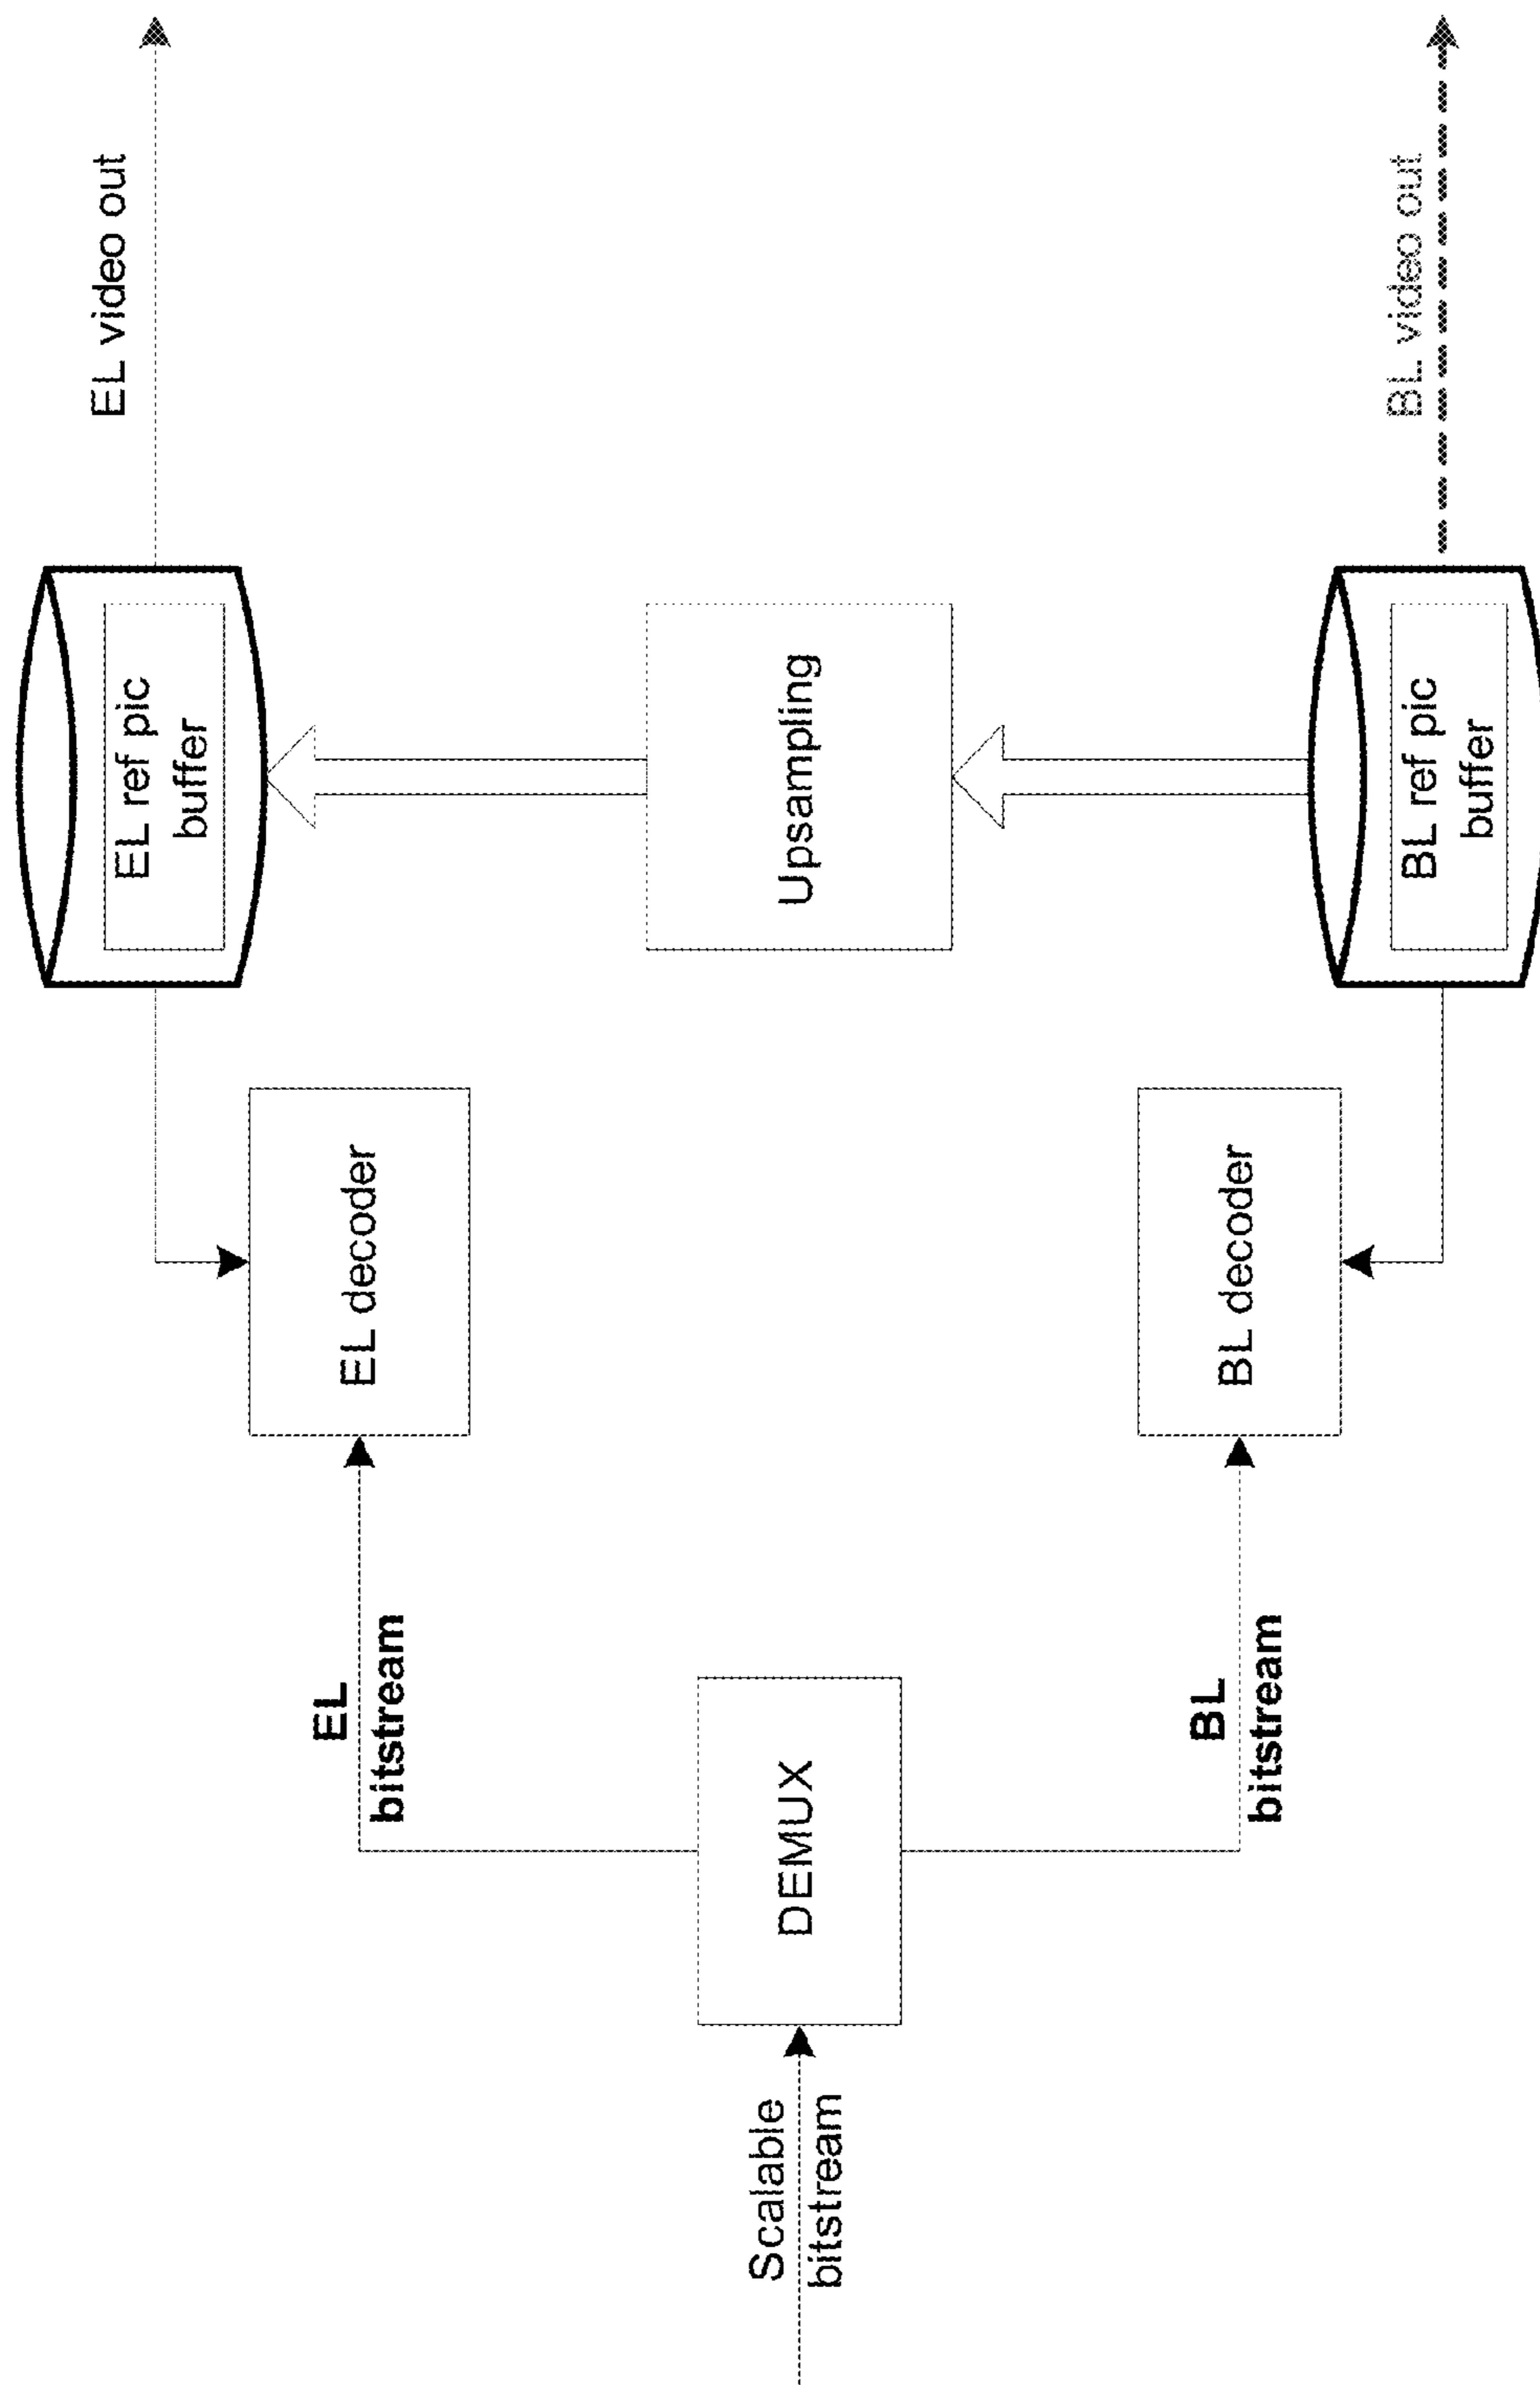 Scalable
bitstream
DEMUX
EL
bitstream
BL
bitstream
EL decoder
BL decoder
EL ref pic
buffer
Upsampling
BL ref pic
buffer
EL video out
BL video out